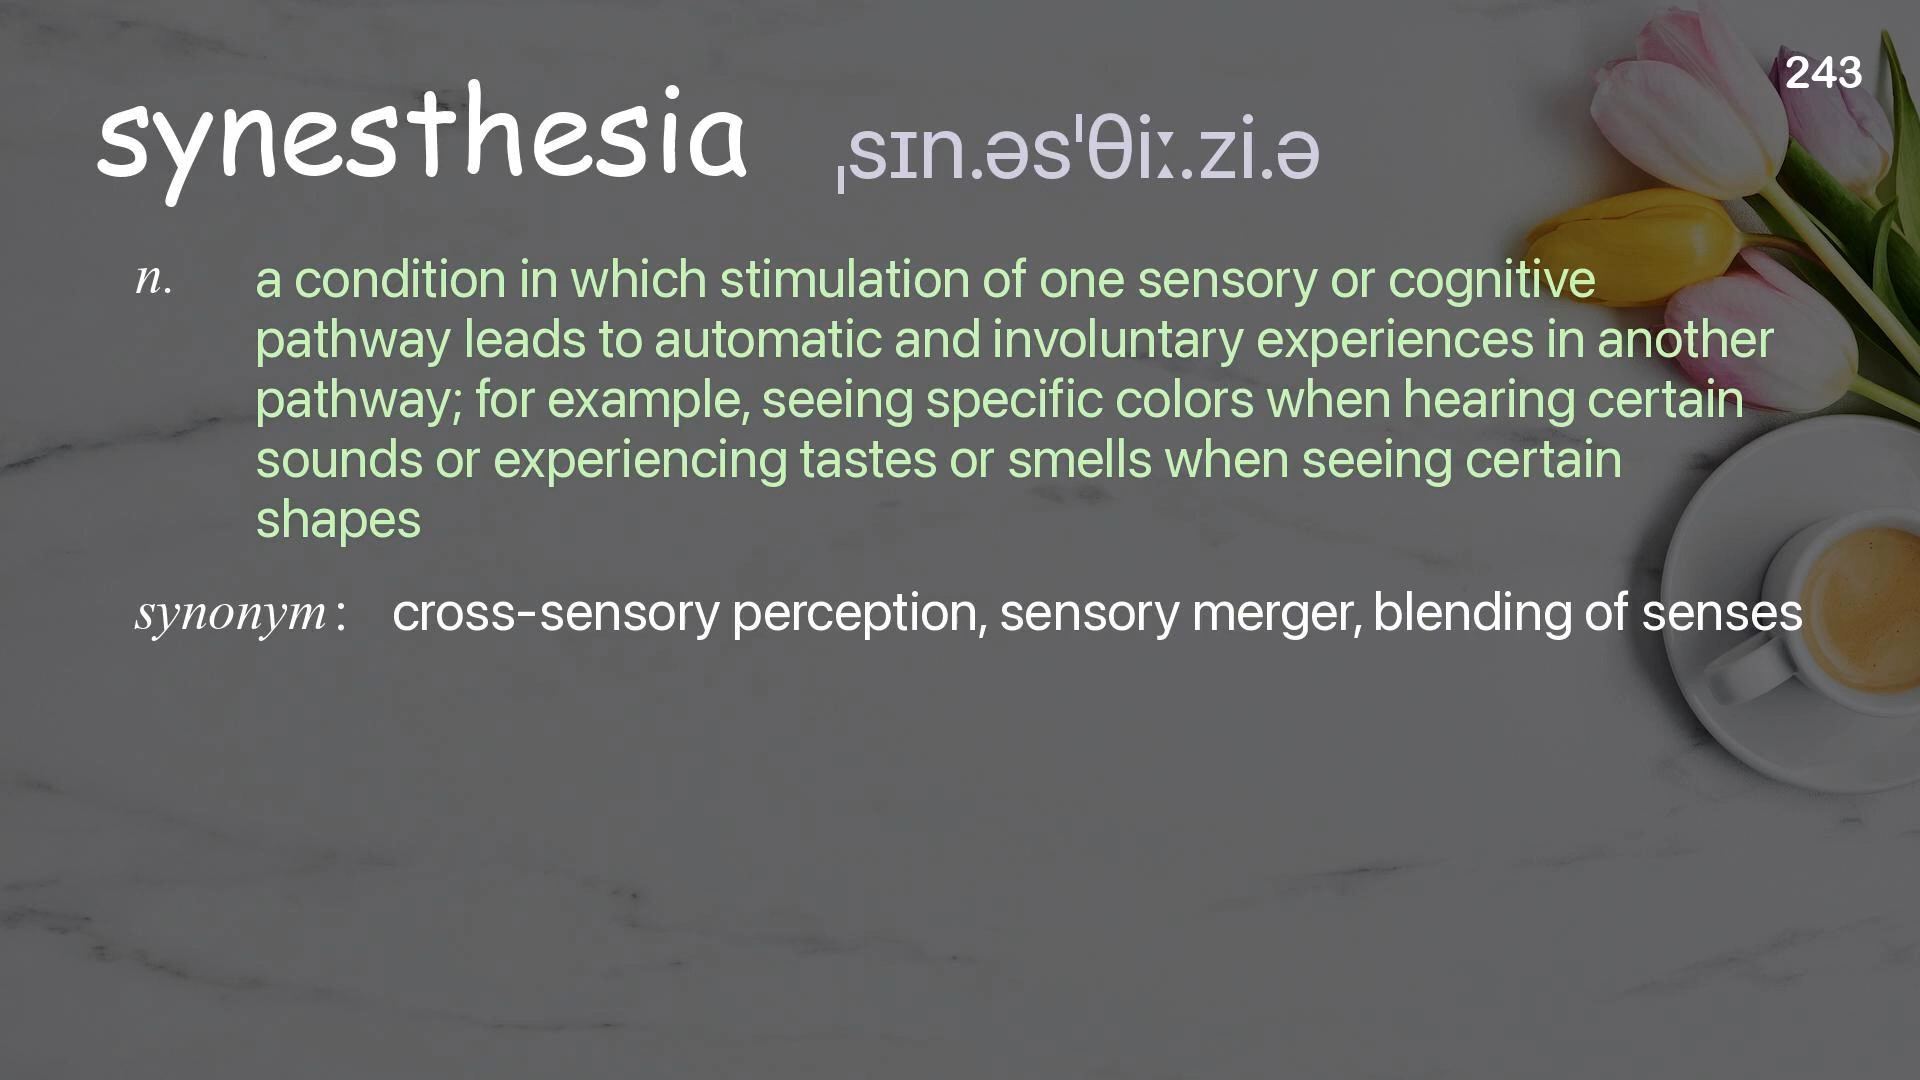 243
synesthesia ˌsɪn.əsˈθiː.zi.ə
n. a condition in which stimulation of one sensory or cognitive
pathway leads to automatic and involuntary experiences in another
pathway; for example, seeing specific colors when hearing certain
sounds or experiencing tastes or smells when seeing certain
shapes
synonym: cross-sensory perception, sensory merger, blending of senses